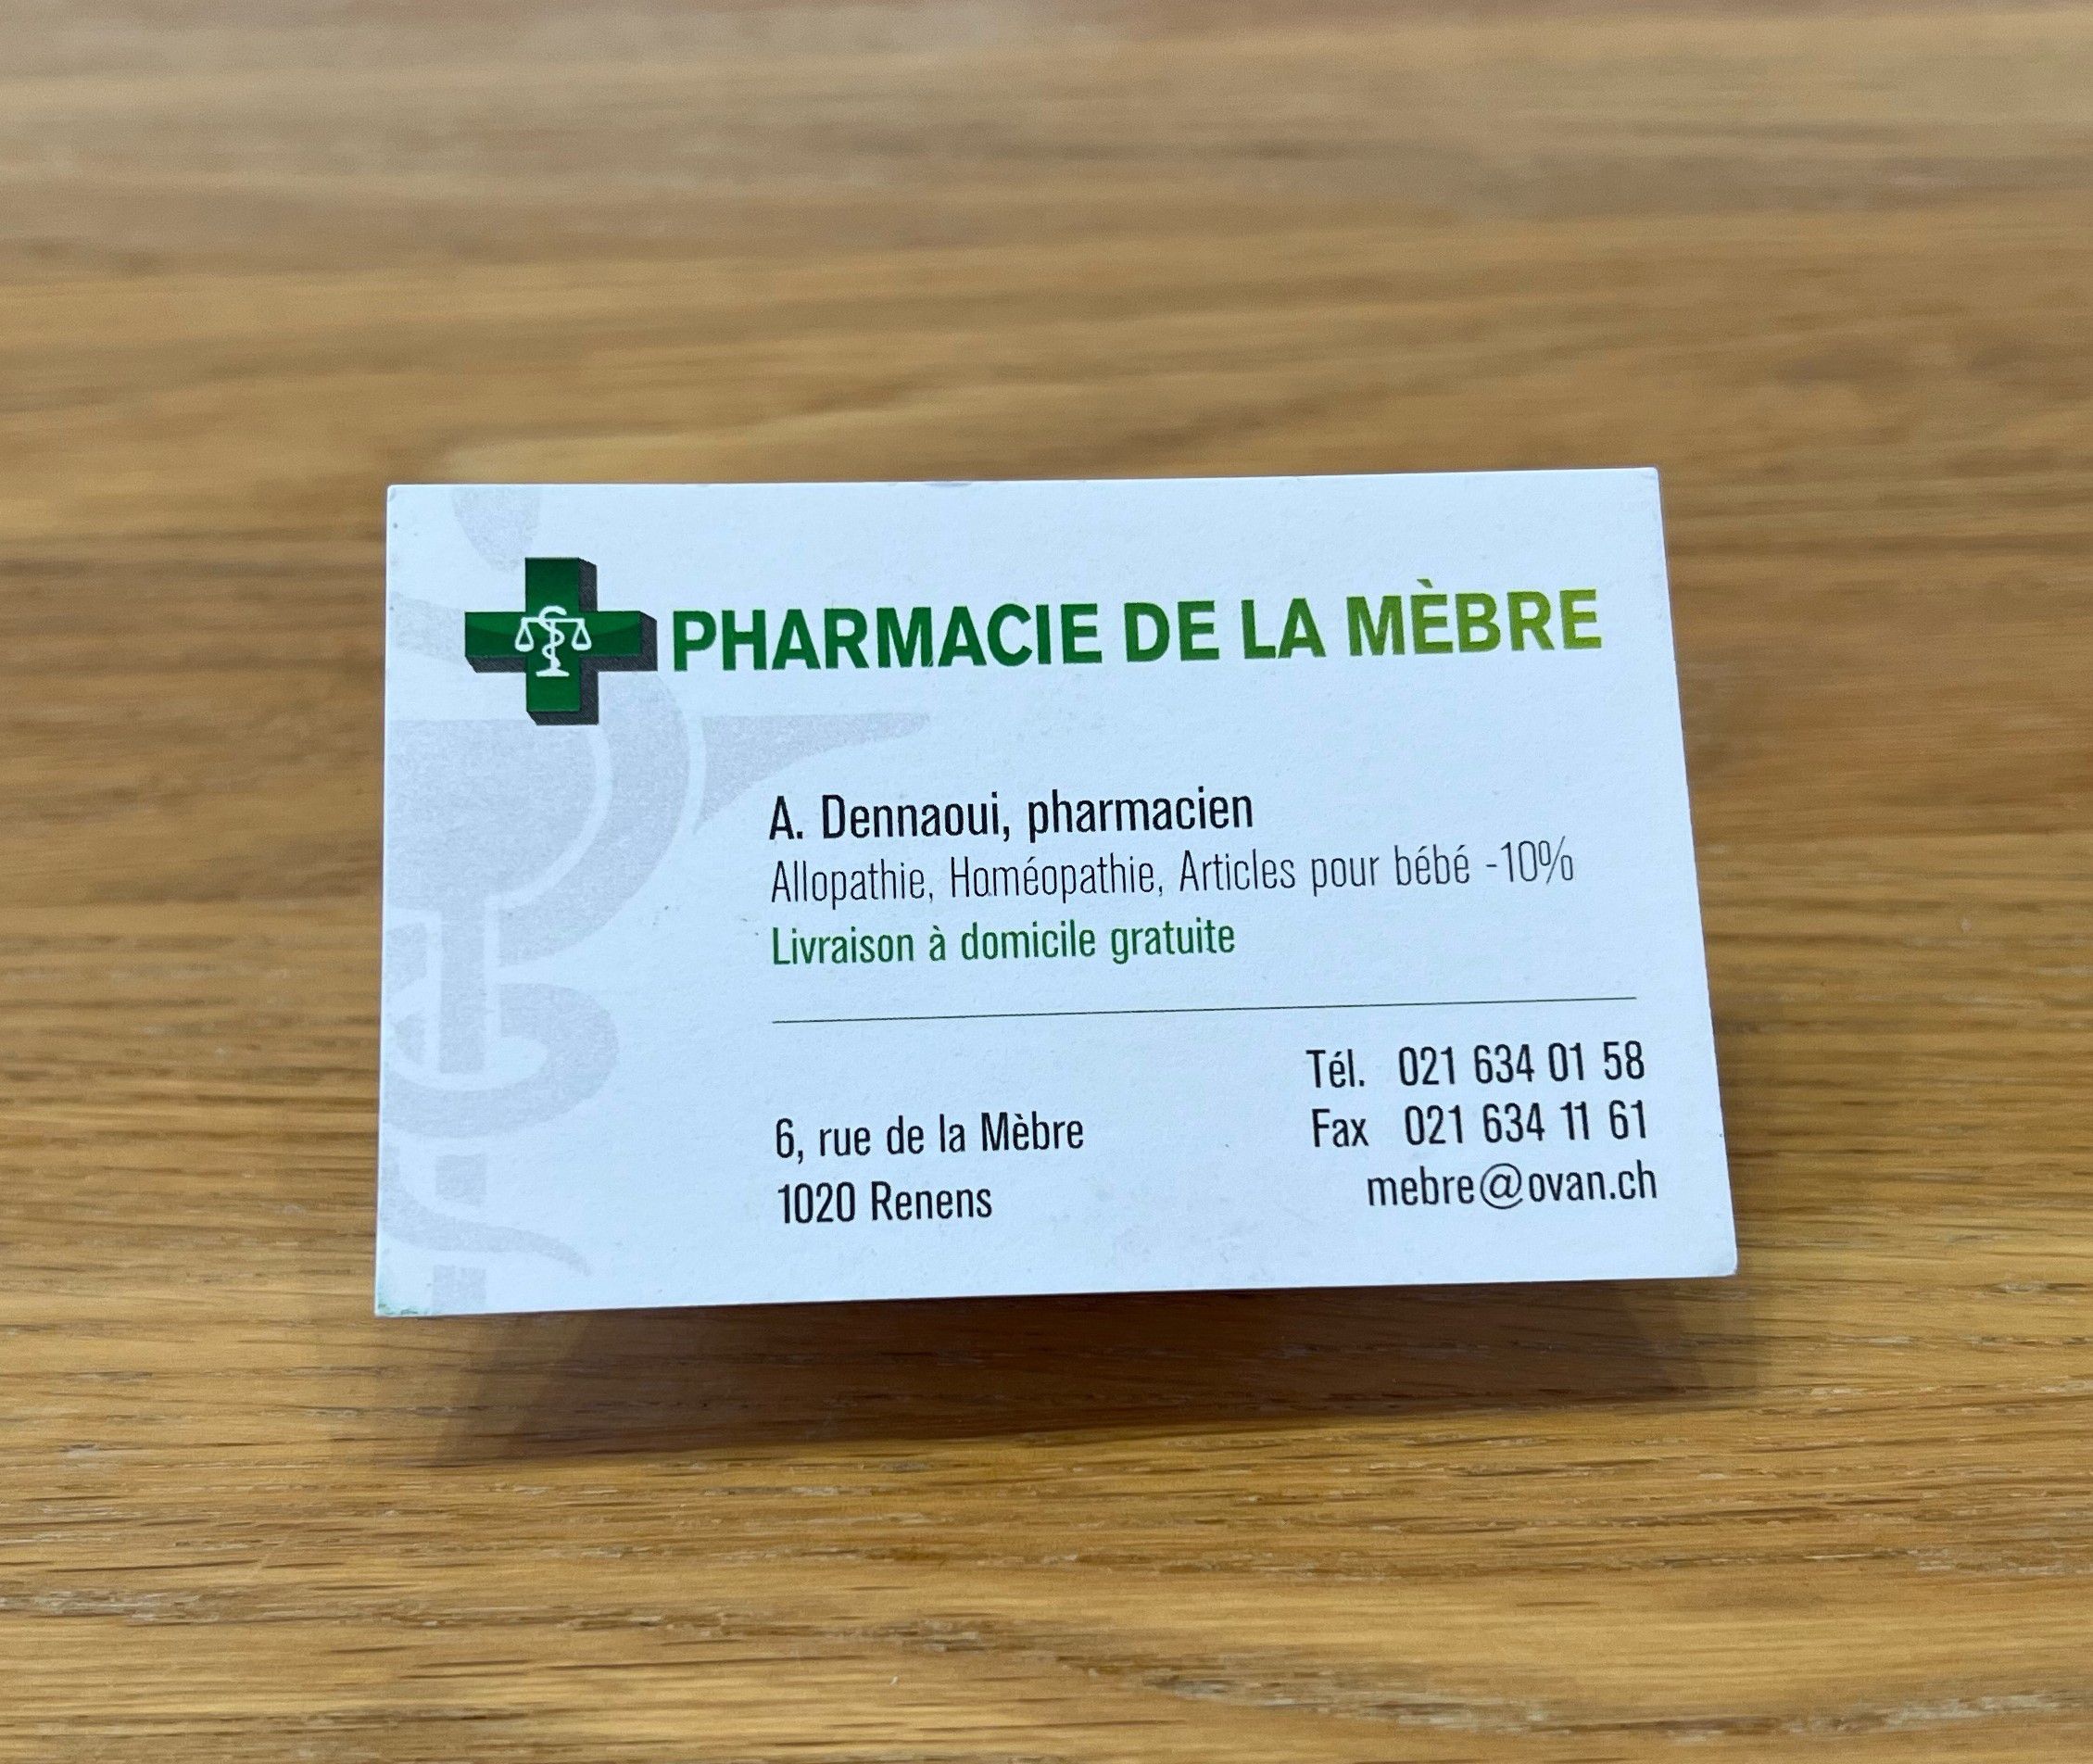 PHARMACIE DE LA MÈBRE
A. Dennaoui, pharmacien
Allopathie, Homéopathie, Articles pour bébé -10%
Livraison à domicile gratuite
6, rue de la Mèbre
1020 Renens
Tél. 021 634 01 58
Fax 021 634 11 61
mebre@ovan.ch